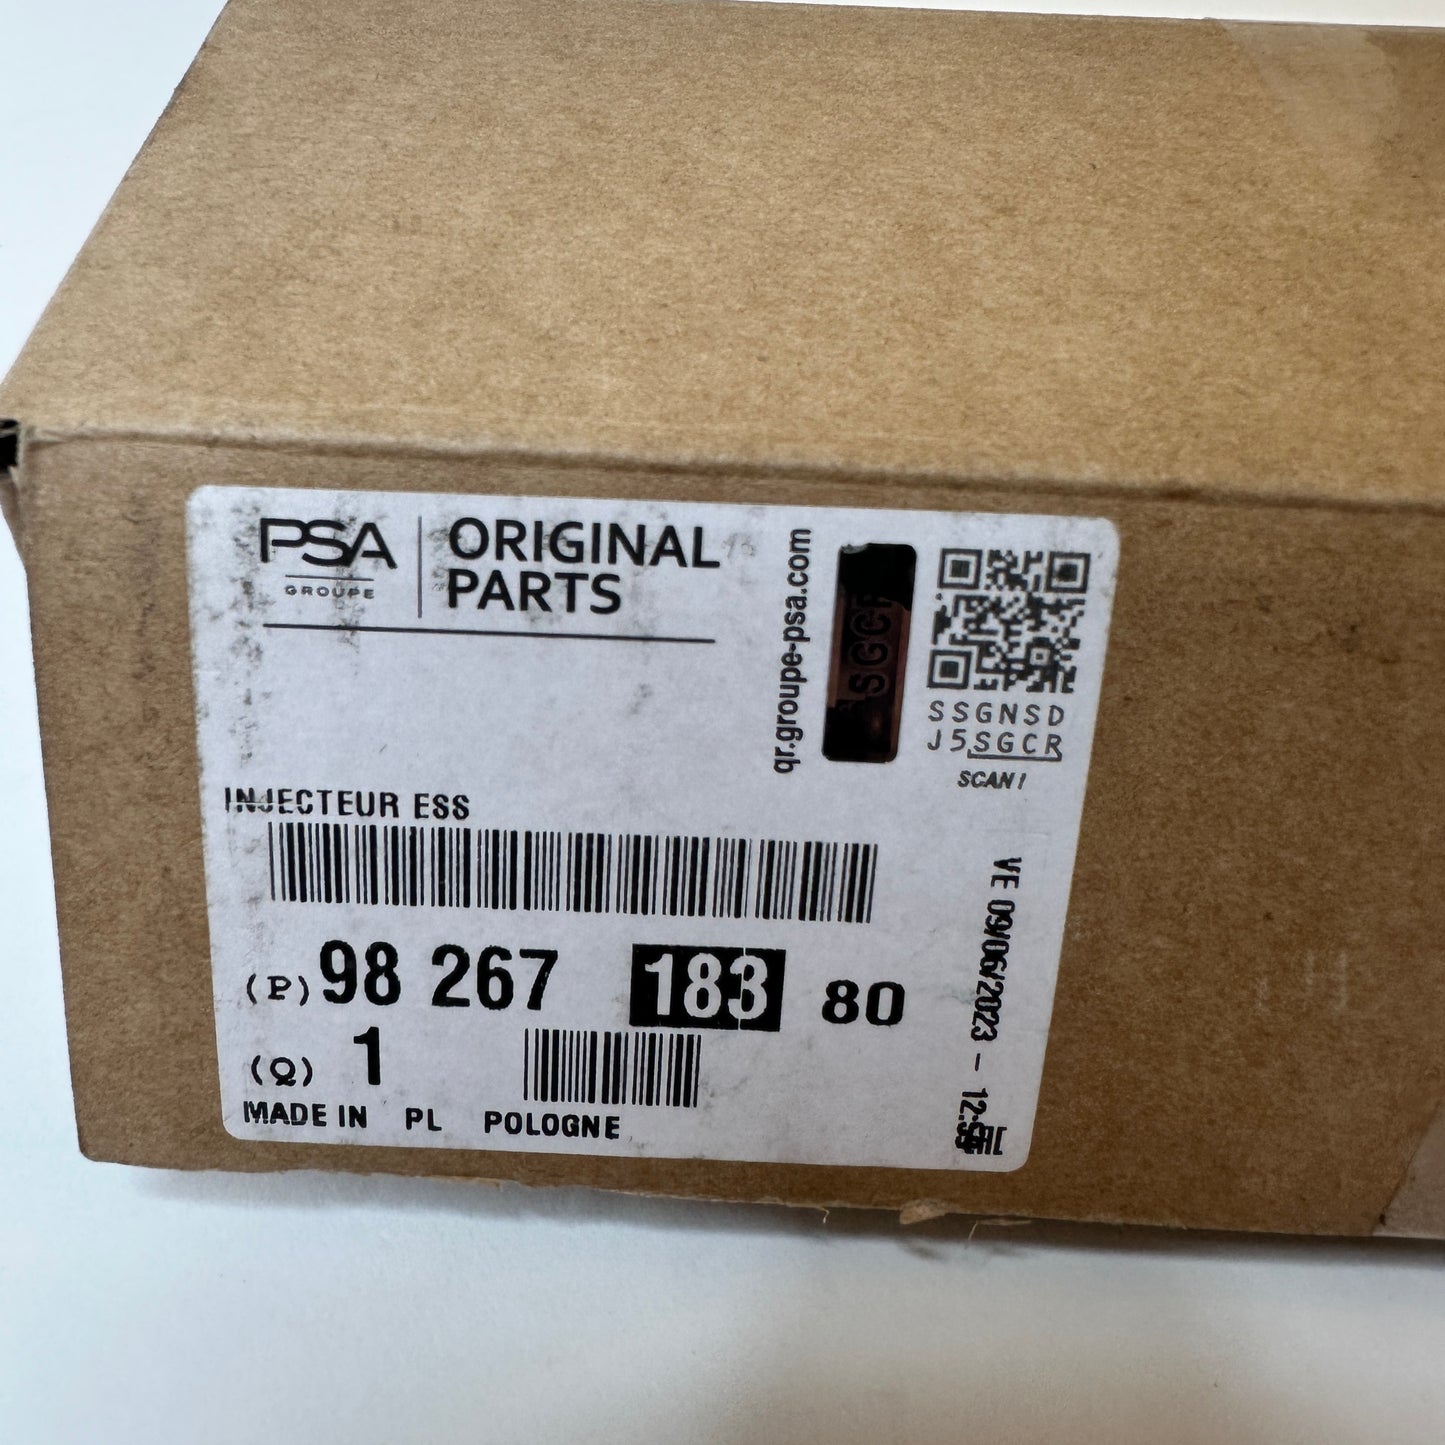 PSA
GROUPE
ORIGINAL
PARTS
qr.groupe-psa.com
SGCR
SSGNSD
J5SGCR
SCAN!
INJECTEUR ESS
(P) 98 267 183 80
(Q) 1
MADE IN PL POLOGNE
VE 09/06/2023 -